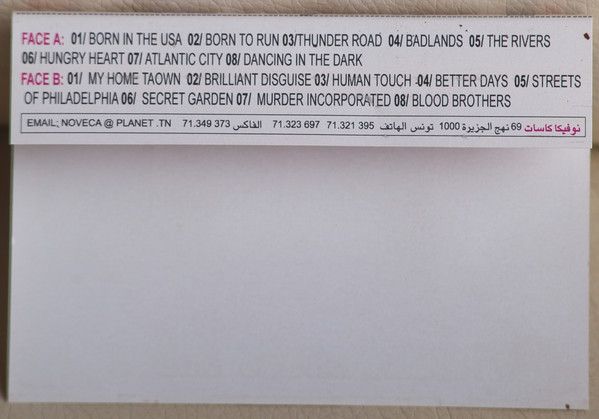 FACE A: 01/ BORN IN THE USA 02/ BORN TO RUN 03/THUNDER ROAD 04/ BADLANDS 05/ THE RIVERS
06/ HUNGRY HEART 07/ ATLANTIC CITY 08/ DANCING IN THE DARK
FACE B: 01/ MY HOME TAOWN 02/ BRILLIANT DISGUISE 03/ HUMAN TOUCH 04/ BETTER DAYS 05/ STREETS
OF PHILADELPHIA 06/ SECRET GARDEN 07/ MURDER INCORPORATED 08/ BLOOD BROTHERS
نوفيكا كاسات 69 نهج الجزيرة 1000 تونس الهاتف 71.321 395 71.323 697 الفاكس 71.349 373 EMAIL; NOVECA @ PLANET .TN